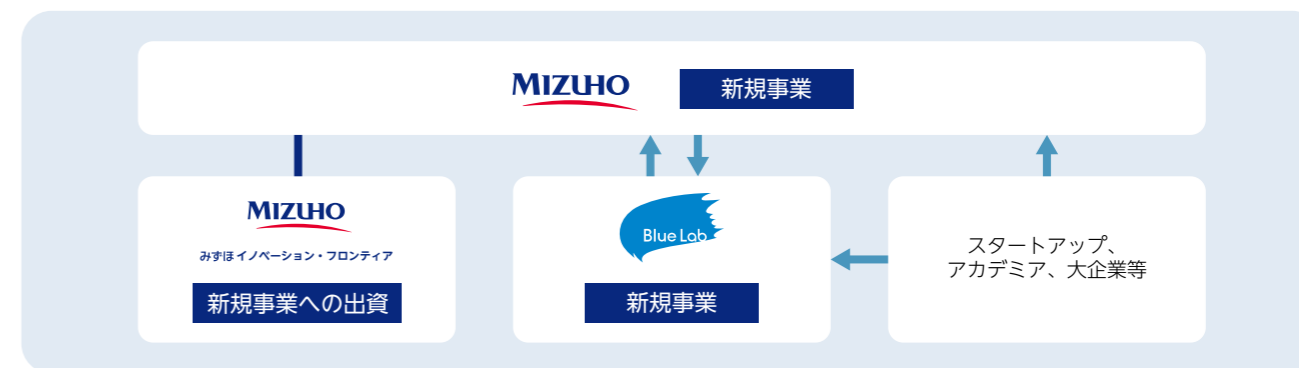 MIZUHO 新規事業
MIZUHO
みずほイノベーション・フロンティア
新規事業への出資
Blue Lab
新規事業
スタートアップ、
アカデミア、大企業等